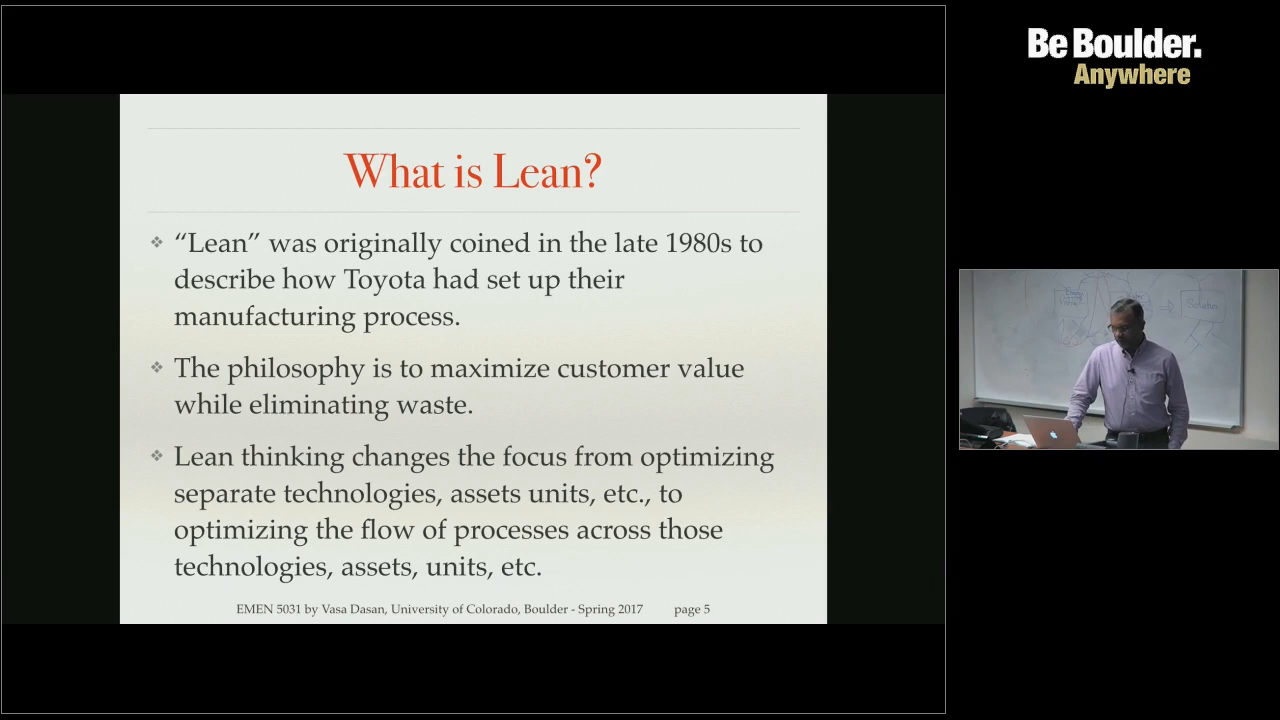 Be Boulder.
Anywhere
What is Lean?
“Lean” was originally coined in the late 1980s to
describe how Toyota had set up their
manufacturing process.
The philosophy is to maximize customer value
while eliminating waste.
Lean thinking changes the focus from optimizing
separate technologies, assets units, etc., to
optimizing the flow of processes across those
technologies, assets, units, etc.
EMEN 5031 by Vasa Dasan, University of Colorado, Boulder - Spring 2017 page 5
Solution